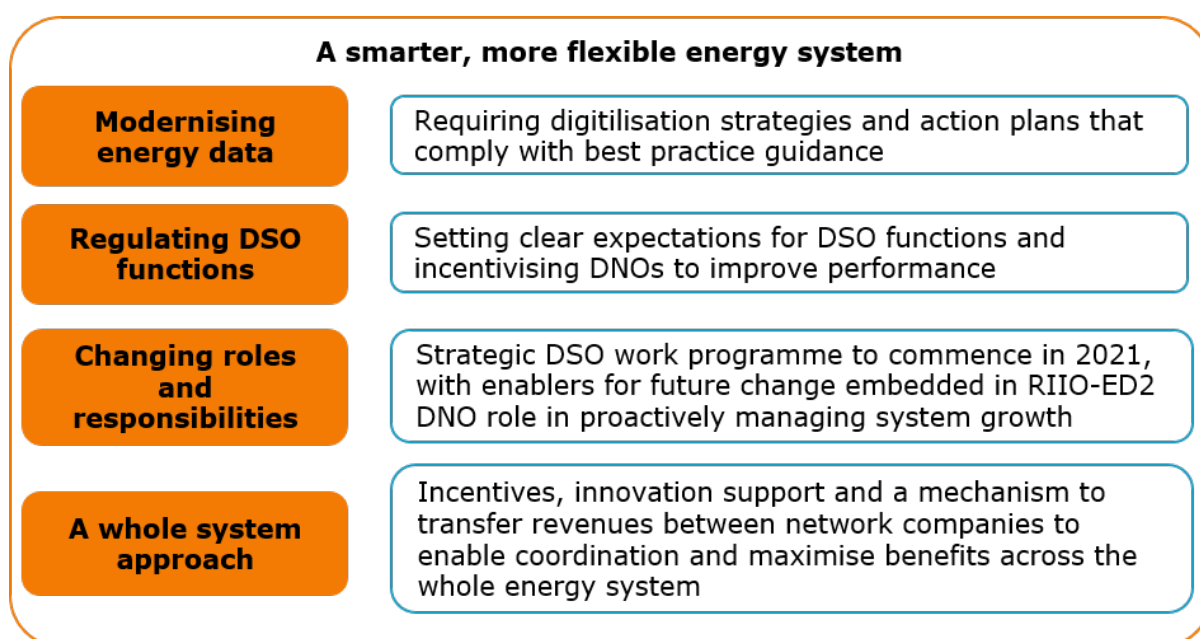 A smarter, more flexible energy system
Modernising
energy data
Requiring digitilisation strategies and action plans that
comply with best practice guidance
Regulating DSO
functions
Setting clear expectations for DSO functions and
incentivising DNOs to improve performance
Changing roles
and
responsibilities
Strategic DSO work programme to commence in 2021,
with enablers for future change embedded in RIIO-ED2
DNO role in proactively managing system growth
A whole system
approach
Incentives, innovation support and a mechanism to
transfer revenues between network companies to
enable coordination and maximise benefits across the
whole energy system